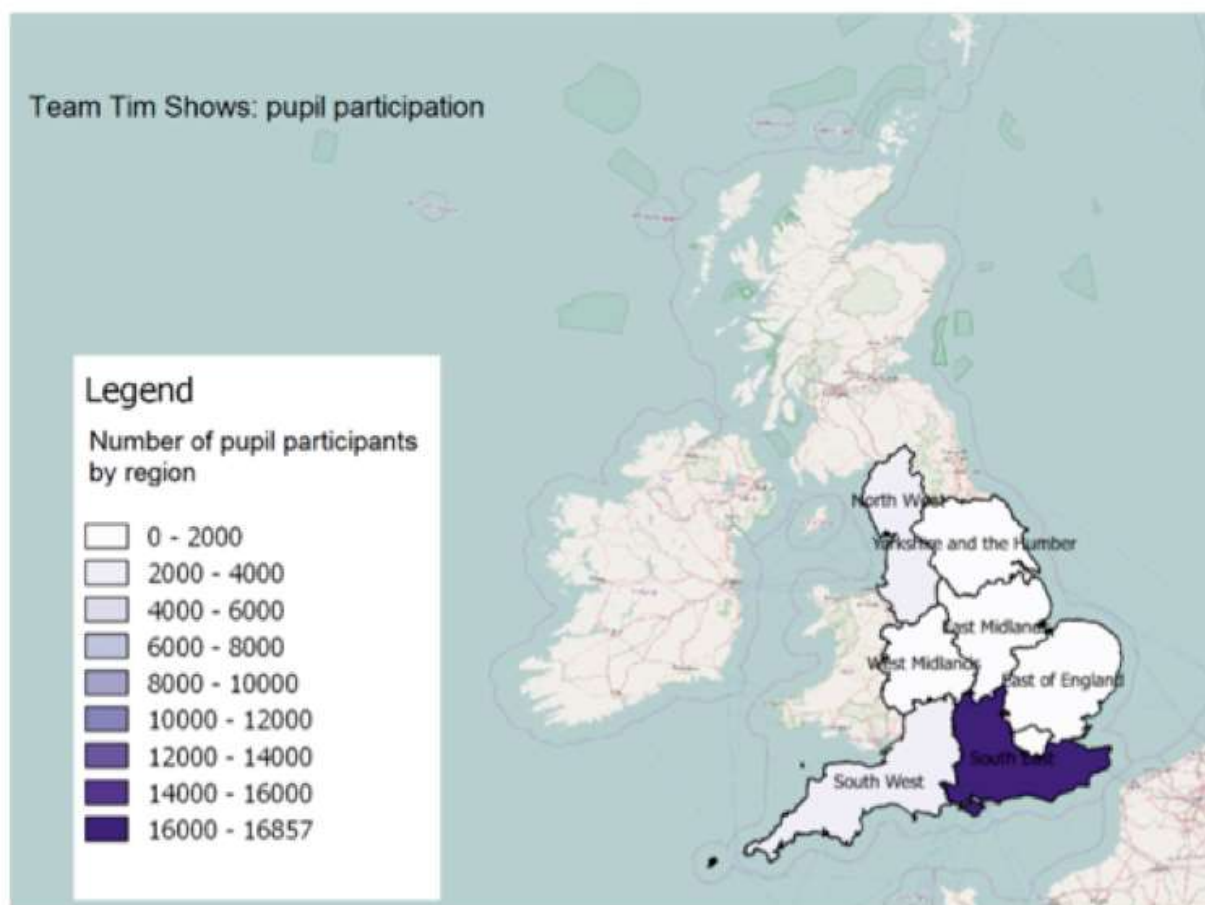 Team Tim Shows: pupil participation
Legend
Number of pupil participants
by region
0 - 2000
2000 - 4000
4000 - 6000
6000 - 8000
8000 - 10000
10000 - 12000
12000 - 14000
14000 - 16000
16000 - 16857
North West
Yorkshire and the Humber
East Midlands
West Midlands
East of England
South East
South West